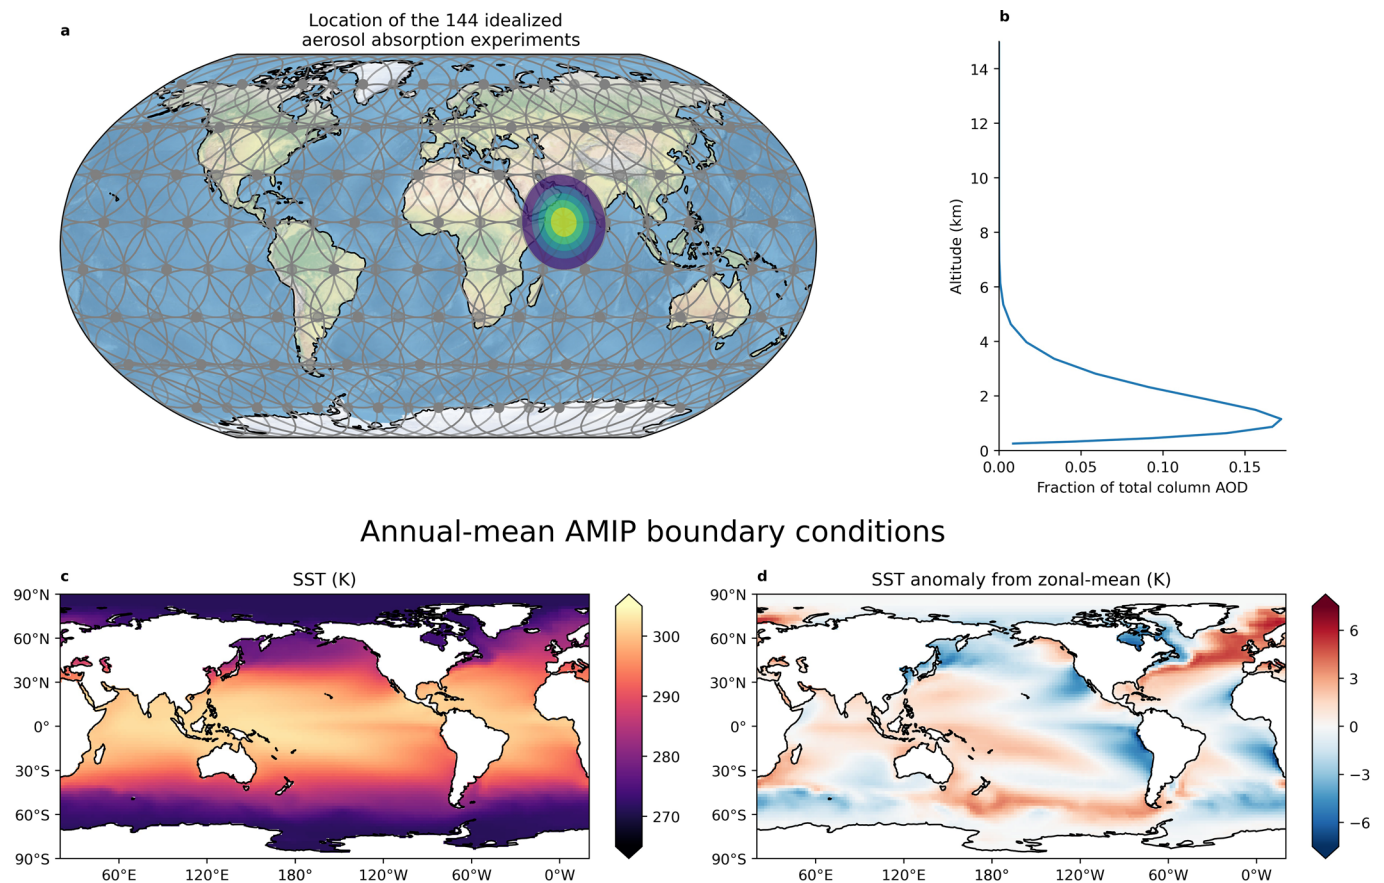 a
Location of the 144 idealized
aerosol absorption experiments
b
14
12
10
8
6
4
2
0
Altitude (km)
0.00 0.05 0.10 0.15
Fraction of total column AOD
Annual-mean AMIP boundary conditions
c
SST (K)
90°N
60°N
30°N
0°
30°S
60°S
90°S
60°E 120°E 180° 120°W 60°W 0°W
300
290
280
270
d
SST anomaly from zonal-mean (K)
90°N
60°N
30°N
0°
30°S
60°S
90°S
60°E 120°E 180° 120°W 60°W 0°W
6
3
0
−3
−6